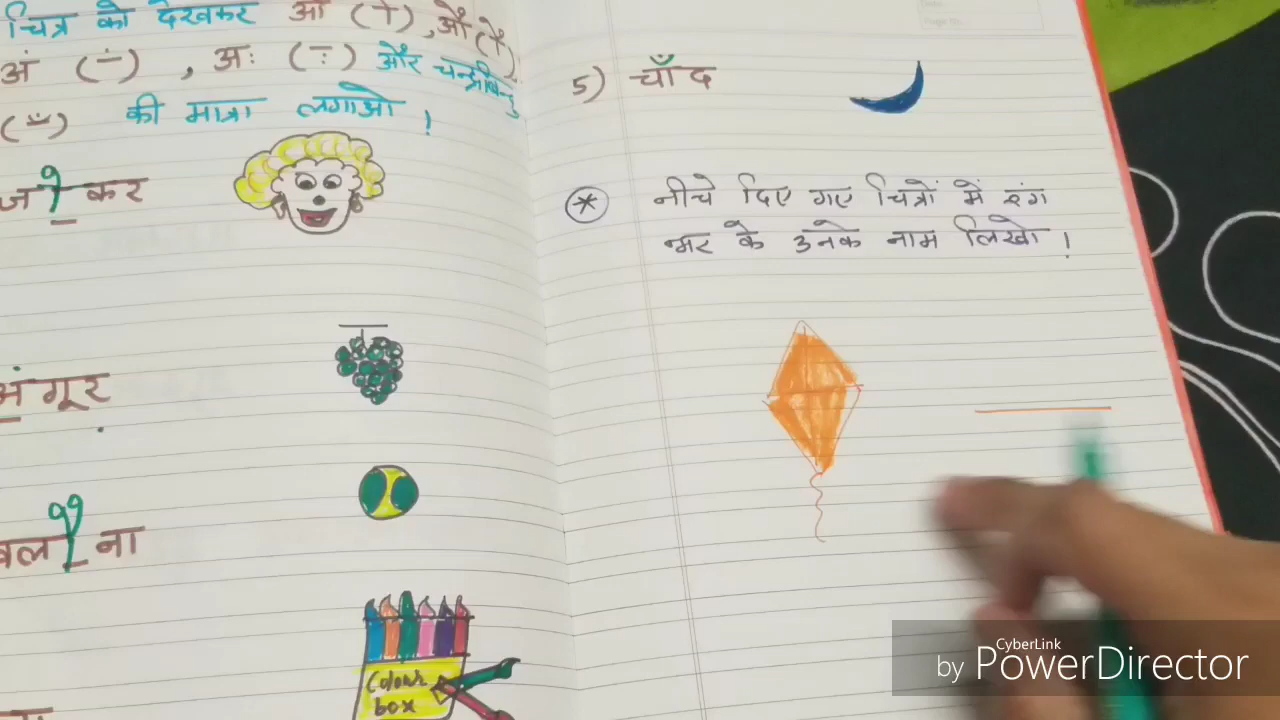 चित्र को देखकर ओ (ो), औ (ौ)
अं (ं), अः (ः) और चन्द्रबिन्दु
(ँ) की मात्रा लगाओ !
जोकर
अंगूर
ना
Colour
box
5) चाँद
* नीचे दिए गए चित्रों में रंग
भर के उनके नाम लिखो !
CyberLink
by PowerDirector